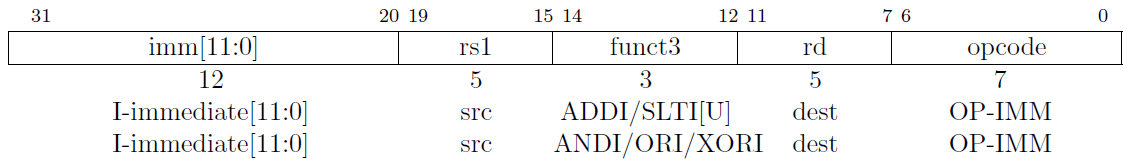 31 20 19 15 14 12 11 7 6 0
imm[11:0] rs1 funct3 rd opcode
12 5 3 5 7
I-immediate[11:0] src ADDI/SLTI[U] dest OP-IMM
I-immediate[11:0] src ANDI/ORI/XORI dest OP-IMM